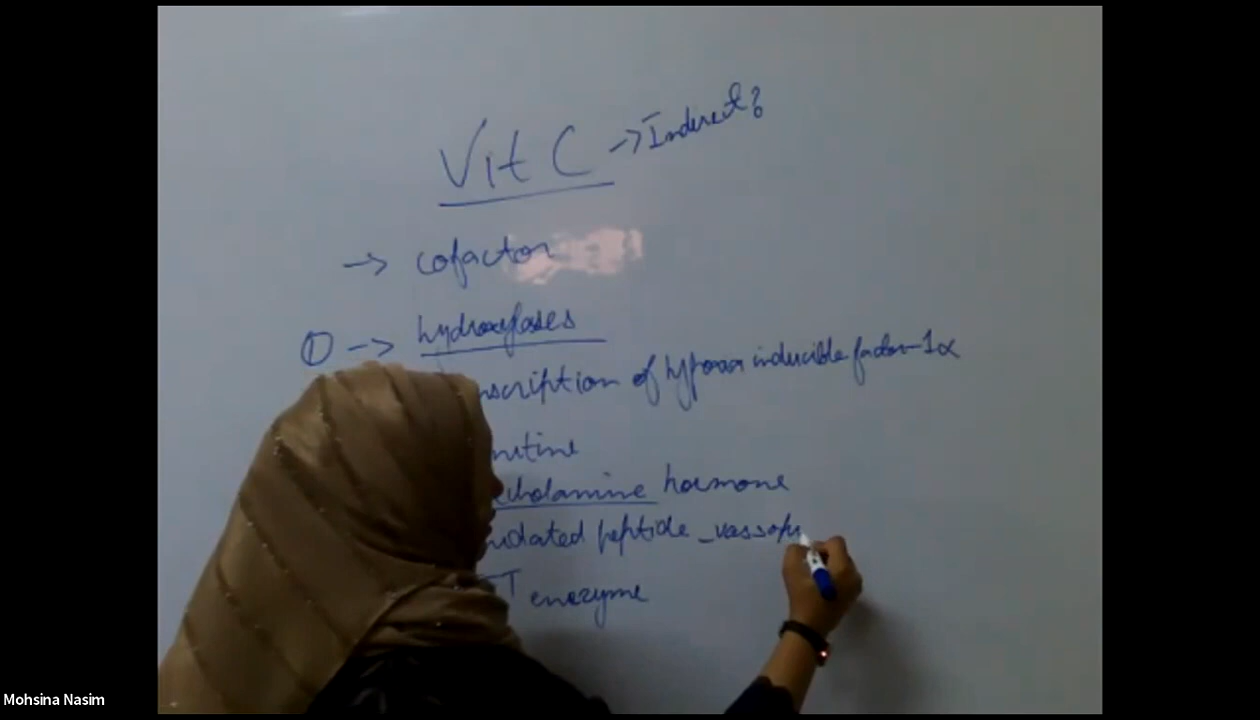 Vit C -> Indirect?
-> cofactor
① -> hydroxylases
nscription of hypoxia inducible factor-1α
nitine
cholamine hormone
idated peptide - vassop
T enzyme
Mohsina Nasim